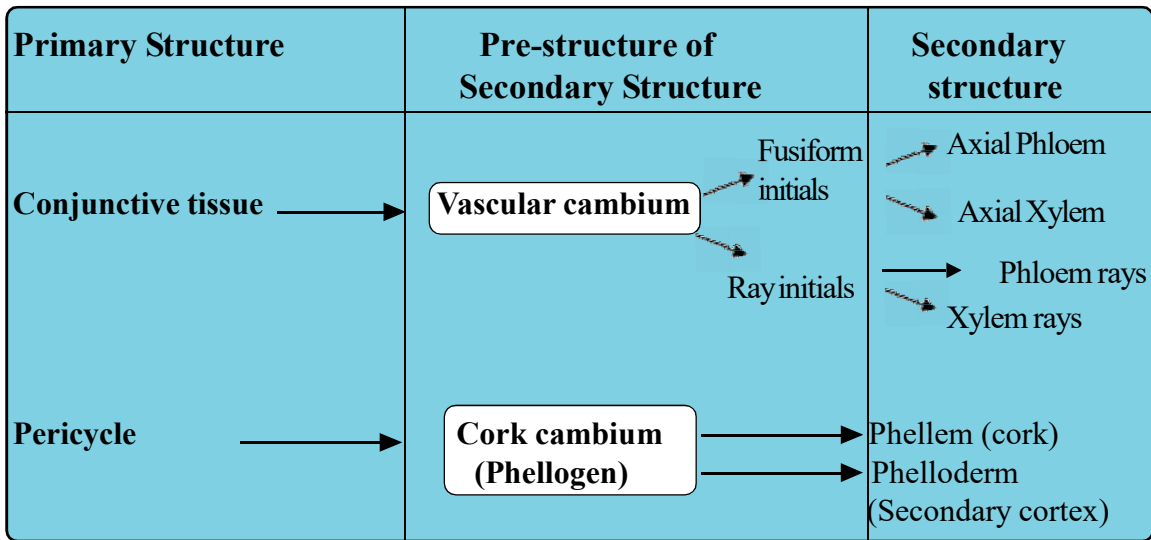 Primary Structure
Pre-structure of
Secondary Structure
Secondary
structure
Conjunctive tissue
Vascular cambium
Fusiform
initials
Ray initials
Axial Phloem
Axial Xylem
Phloem rays
Xylem rays
Pericycle
Cork cambium
(Phellogen)
Phellem (cork)
Phelloderm
(Secondary cortex)